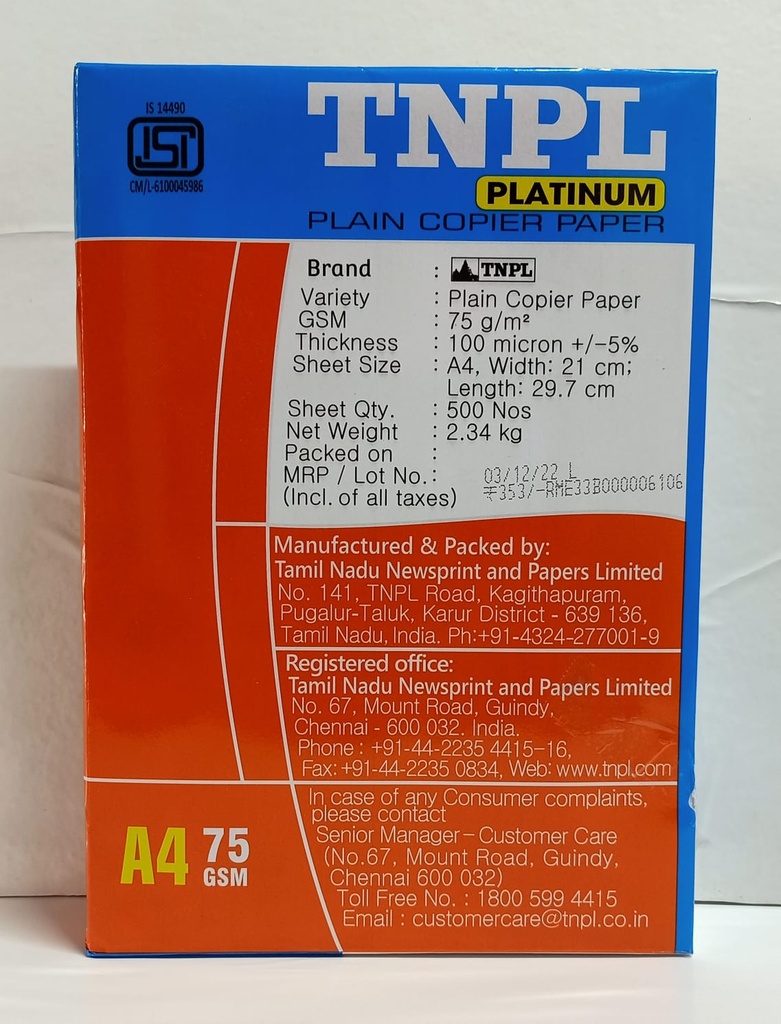 IS 14490
ISI
CM/L-6100045986
TNPL
PLATINUM
PLAIN COPIER PAPER
Brand : TNPL
Variety : Plain Copier Paper
GSM : 75 g/m²
Thickness : 100 micron +/-5%
Sheet Size : A4, Width: 21 cm;
Length: 29.7 cm
Sheet Qty. : 500 Nos
Net Weight : 2.34 kg
Packed on :
03/12/22 L
MRP / Lot No. : ₹353/-RME33B000006106
(Incl. of all taxes)
Manufactured & Packed by:
Tamil Nadu Newsprint and Papers Limited
No. 141, TNPL Road, Kagithapuram,
Pugalur-Taluk, Karur District - 639 136,
Tamil Nadu, India. Ph:+91-4324-277001-9
Registered office:
Tamil Nadu Newsprint and Papers Limited
No. 67, Mount Road, Guindy,
Chennai - 600 032. India.
Phone : +91-44-2235 4415-16,
Fax: +91-44-2235 0834, Web: www.tnpl.com
In case of any Consumer complaints,
please contact
Senior Manager - Customer Care
(No.67, Mount Road, Guindy,
Chennai 600 032)
Toll Free No. : 1800 599 4415
Email : customercare@tnpl.co.in
A4 75
GSM